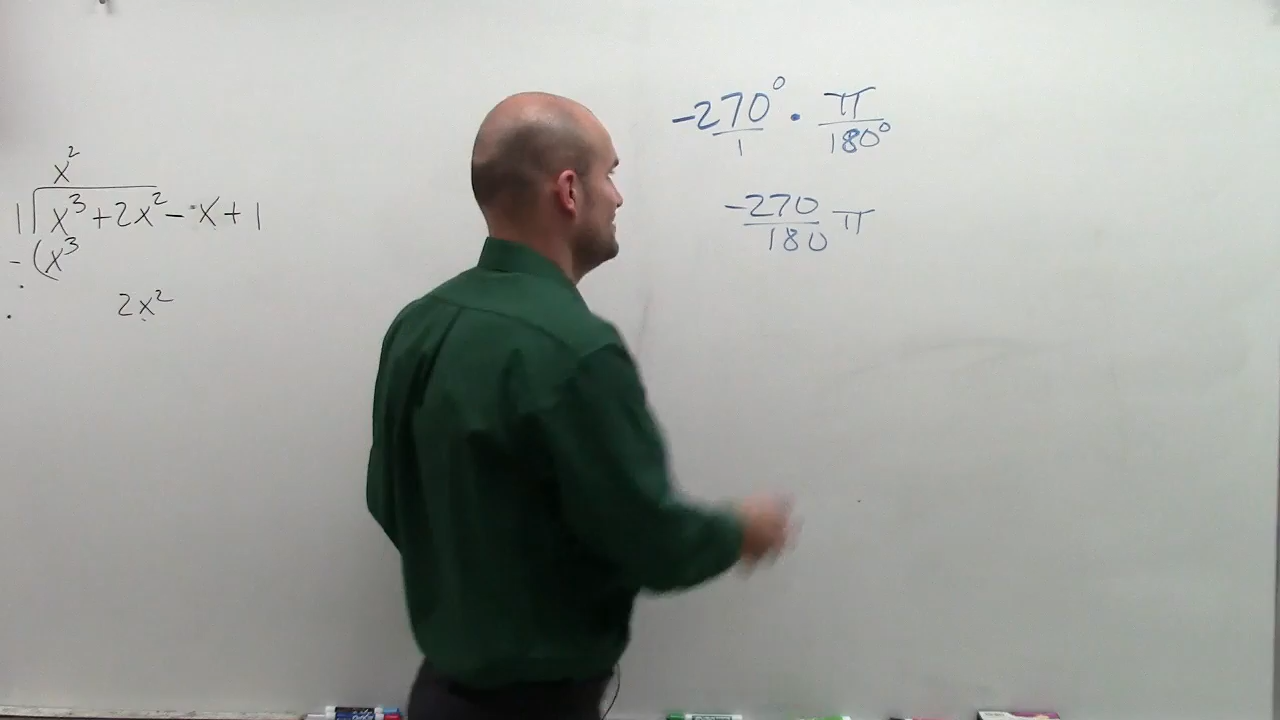 x²
1)x³+2x²--x+1
-(x³
2x²
-270°/1 · π/180°
-270/180 π